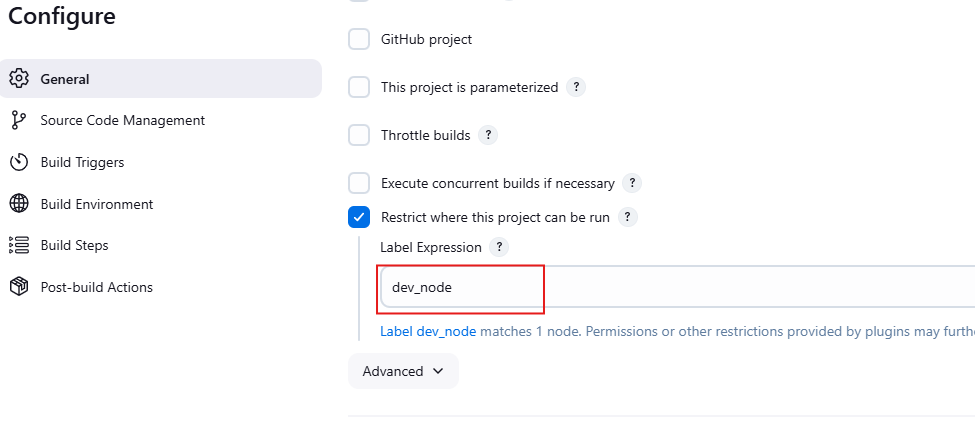 Configure
General
Source Code Management
Build Triggers
Build Environment
Build Steps
Post-build Actions
GitHub project
This project is parameterized ?
Throttle builds ?
Execute concurrent builds if necessary ?
Restrict where this project can be run ?
Label Expression ?
dev_node
Label dev_node matches 1 node. Permissions or other restrictions provided by plugins may furth
Advanced